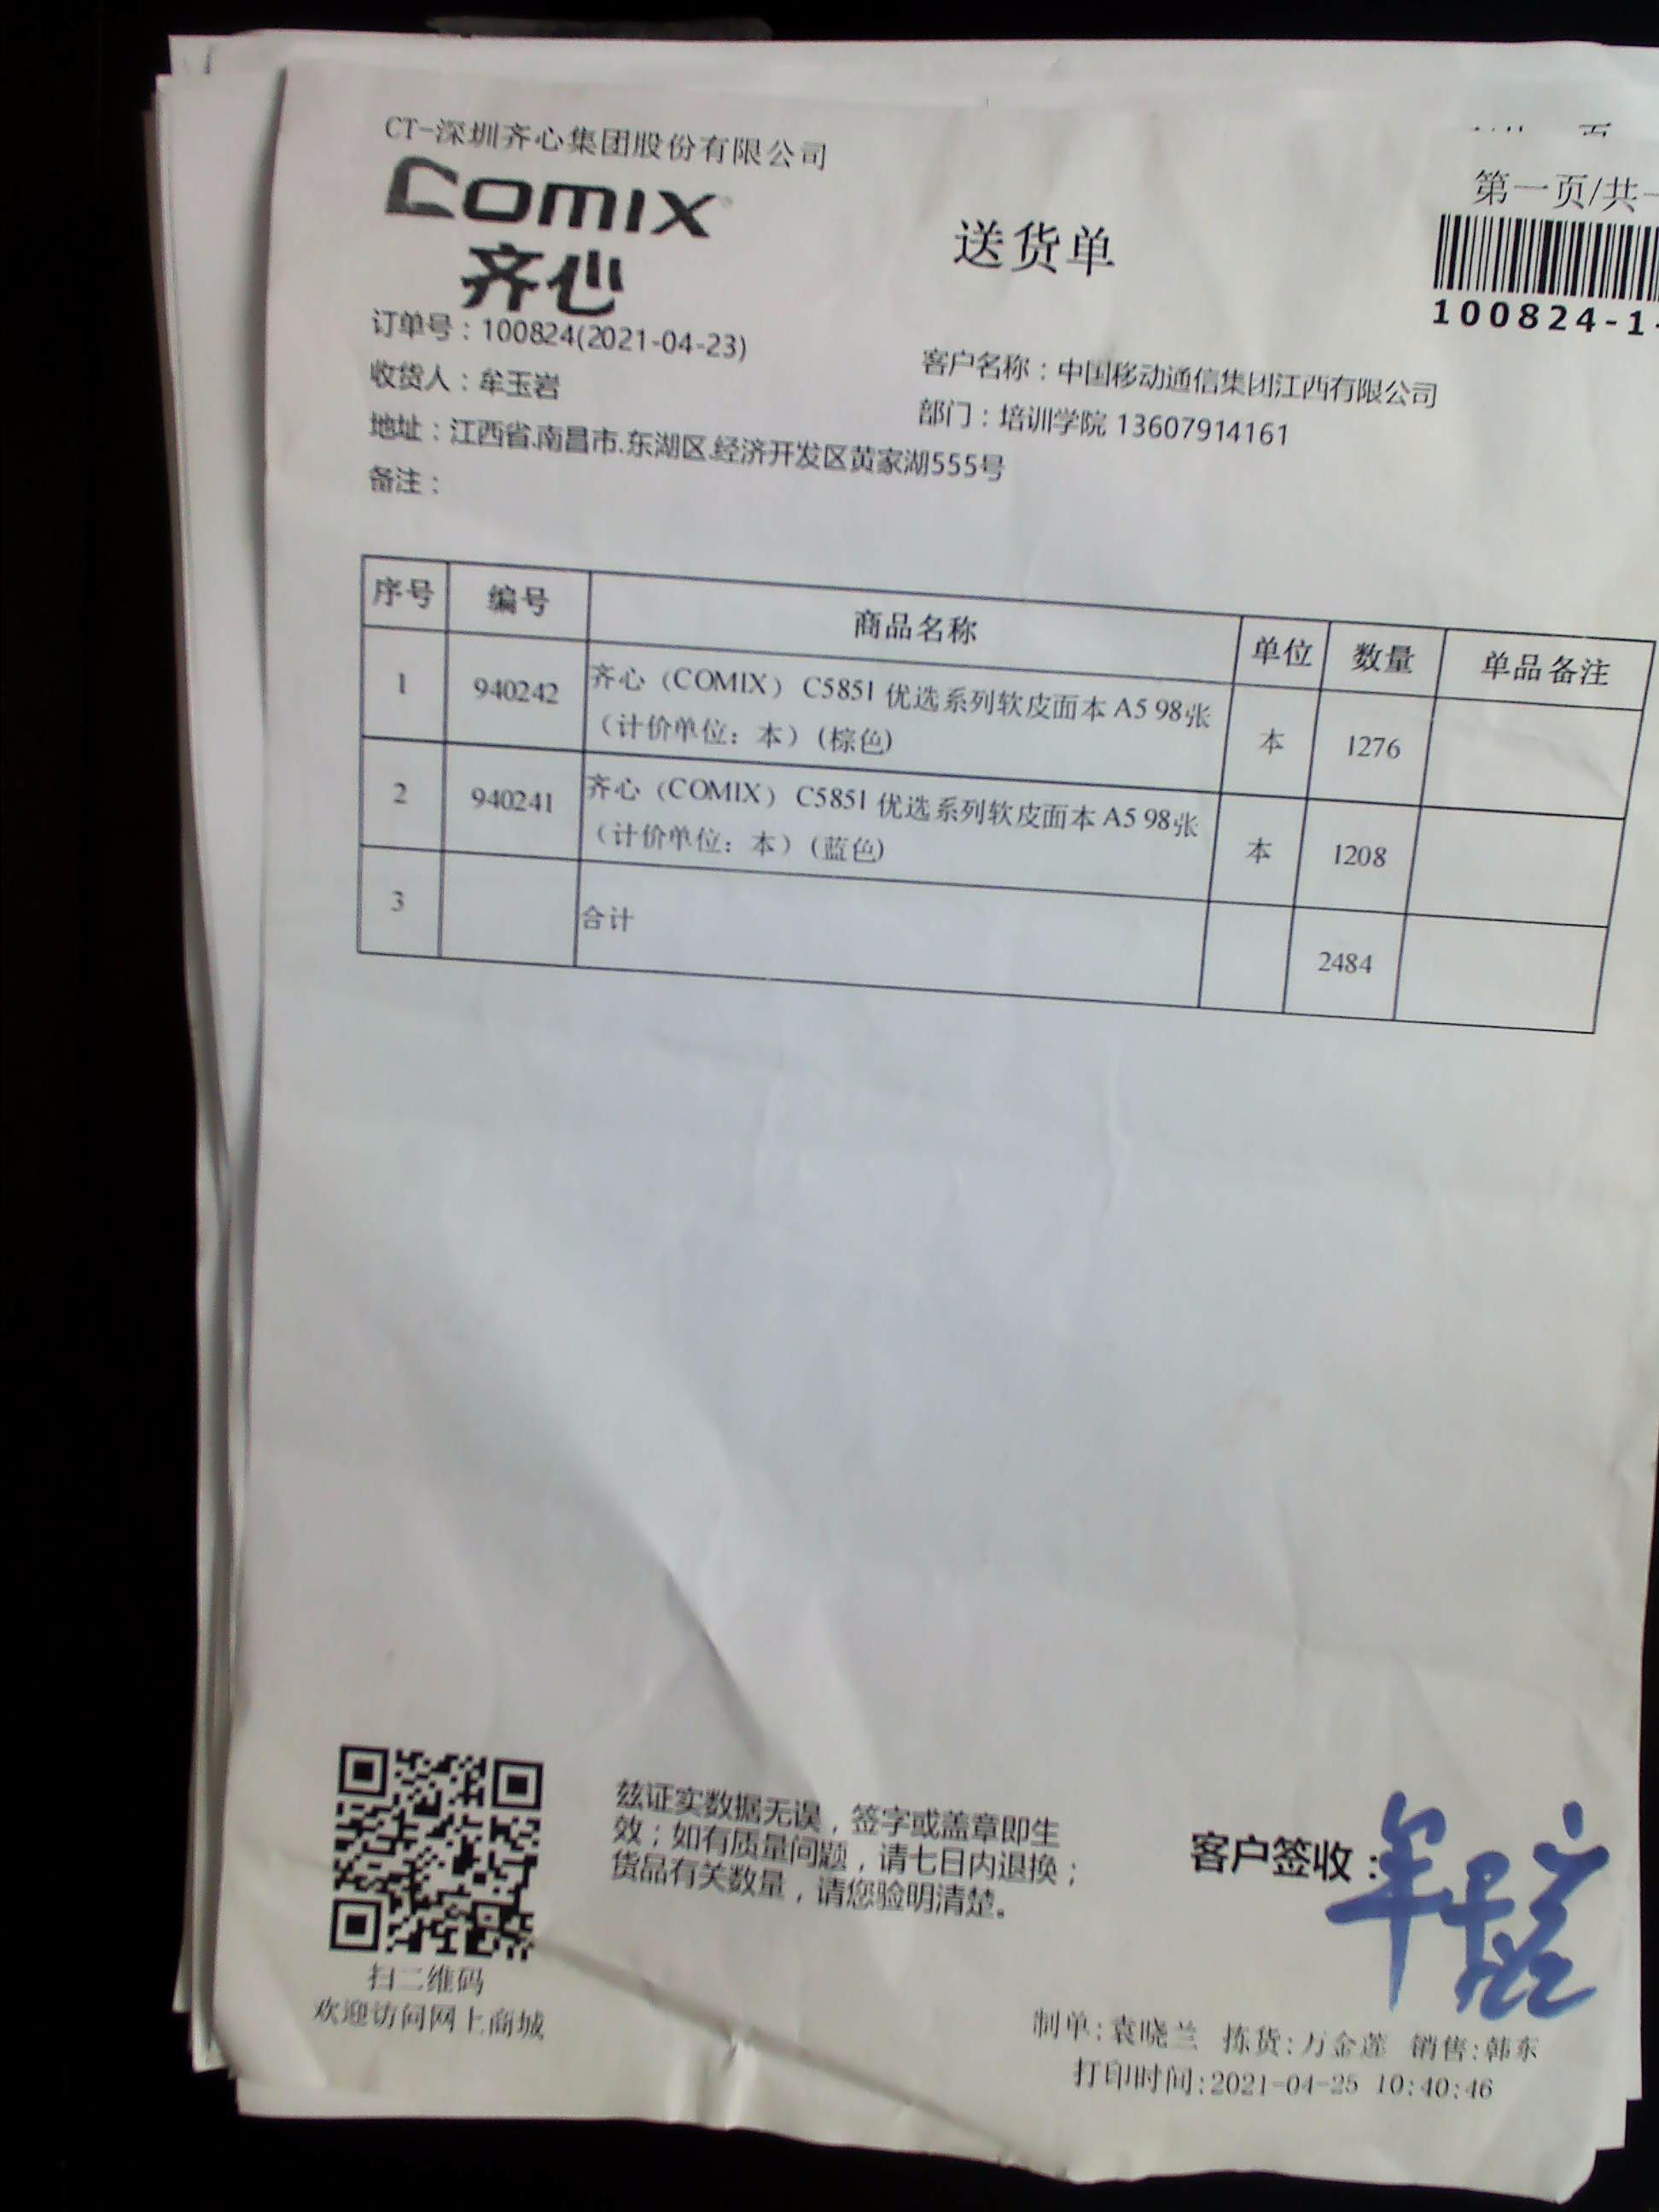 CT-深圳齐心集团股份有限公司
COMIX
齐心
送货单
第一页/共一
100824-1-
订单号：100824(2021-04-23)
客户名称：中国移动通信集团江西有限公司
收货人：牟玉岩
部门：培训学院 13607914161
地址：江西省.南昌市.东湖区.经济开发区黄家湖555号
备注：
序号 编号 商品名称 单位 数量 单品备注
1 940242 齐心（COMIX） C5851 优选系列软皮面本 A5 98张
（计价单位：本）(棕色) 本 1276
2 940241 齐心（COMIX） C5851 优选系列软皮面本 A5 98张
（计价单位：本）(蓝色) 本 1208
3 合计 2484
兹证实数据无误，签字或盖章即生
效；如有质量问题，请七日内退换；
货品有关数量，请您验明清楚。
客户签收：牟玉岩
扫二维码
欢迎访问网上商城
制单:袁晓兰 拣货:万金莲 销售:韩东
打印时间:2021-04-25 10:40:46